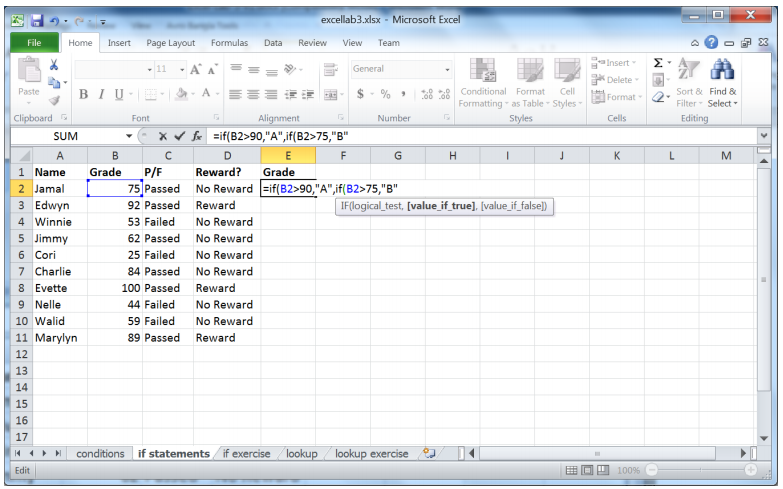 excellab3.xlsx - Microsoft Excel
File Home Insert Page Layout Formulas Data Review View Team
Paste
Clipboard
11 A A
B I U A
Font
Alignment
General
$ % , .0 .00 .00 .0
Number
Conditional Formatting
Format as Table
Cell Styles
Styles
Insert
Delete
Format
Cells
Σ
Sort & Filter
Find & Select
Editing
SUM fx =if(B2>90,"A",if(B2>75,"B"
A B C D E F G H I J K L M
1 Name Grade P/F Reward? Grade
2 Jamal 75 Passed No Reward =if(B2>90,"A",if(B2>75,"B"
IF(logical_test, [value_if_true], [value_if_false])
3 Edwyn 92 Passed Reward
4 Winnie 53 Failed No Reward
5 Jimmy 62 Passed No Reward
6 Cori 25 Failed No Reward
7 Charlie 84 Passed No Reward
8 Evette 100 Passed Reward
9 Nelle 44 Failed No Reward
10 Walid 59 Failed No Reward
11 Marylyn 89 Passed Reward
12
13
14
15
16
17
conditions if statements if exercise lookup lookup exercise
Edit 100%